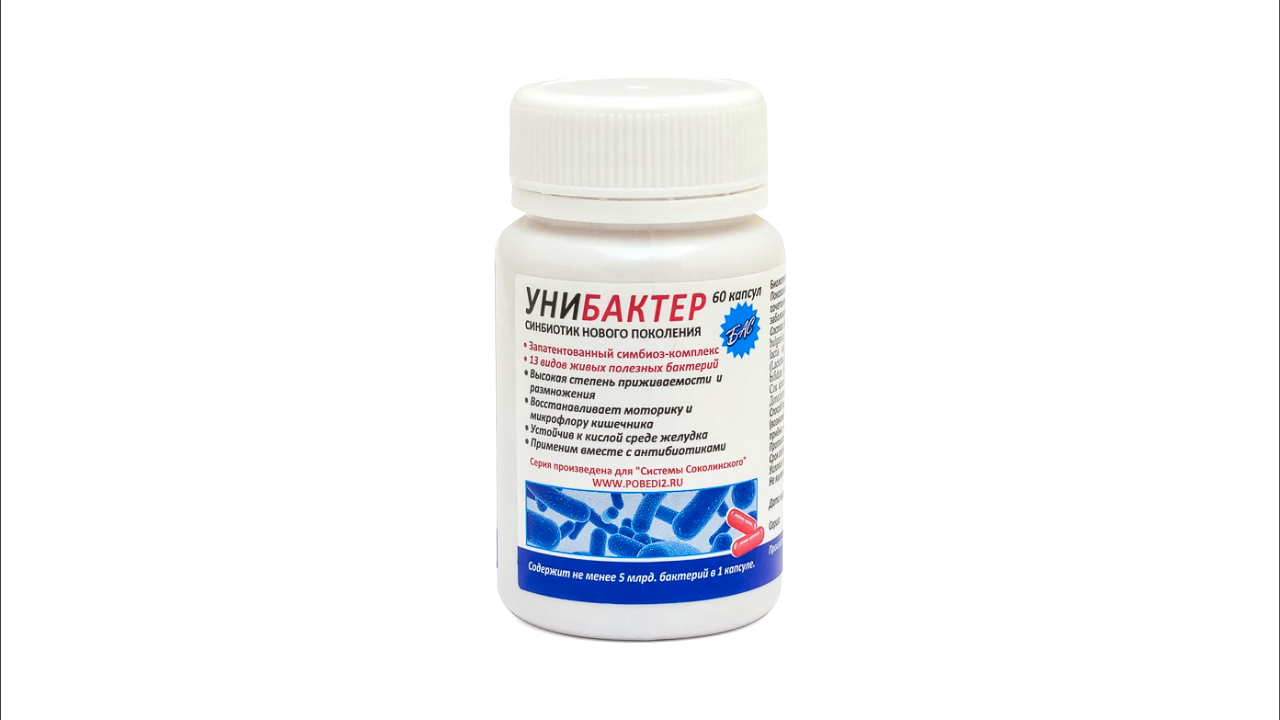 УНИБАКТЕР 60 капсул
СИНБИОТИК НОВОГО ПОКОЛЕНИЯ
БАС
• Запатентованный симбиоз-комплекс
• 13 видов живых полезных бактерий
• Высокая степень приживаемости и
размножения
• Восстанавливает моторику и
микрофлору кишечника
• Устойчив к кислой среде желудка
• Применим вместе с антибиотиками
Серия произведена для "Системы Соколинского"
WWW.POBEDI2.RU
Содержит не менее 5 млрд. бактерий в 1 капсуле.